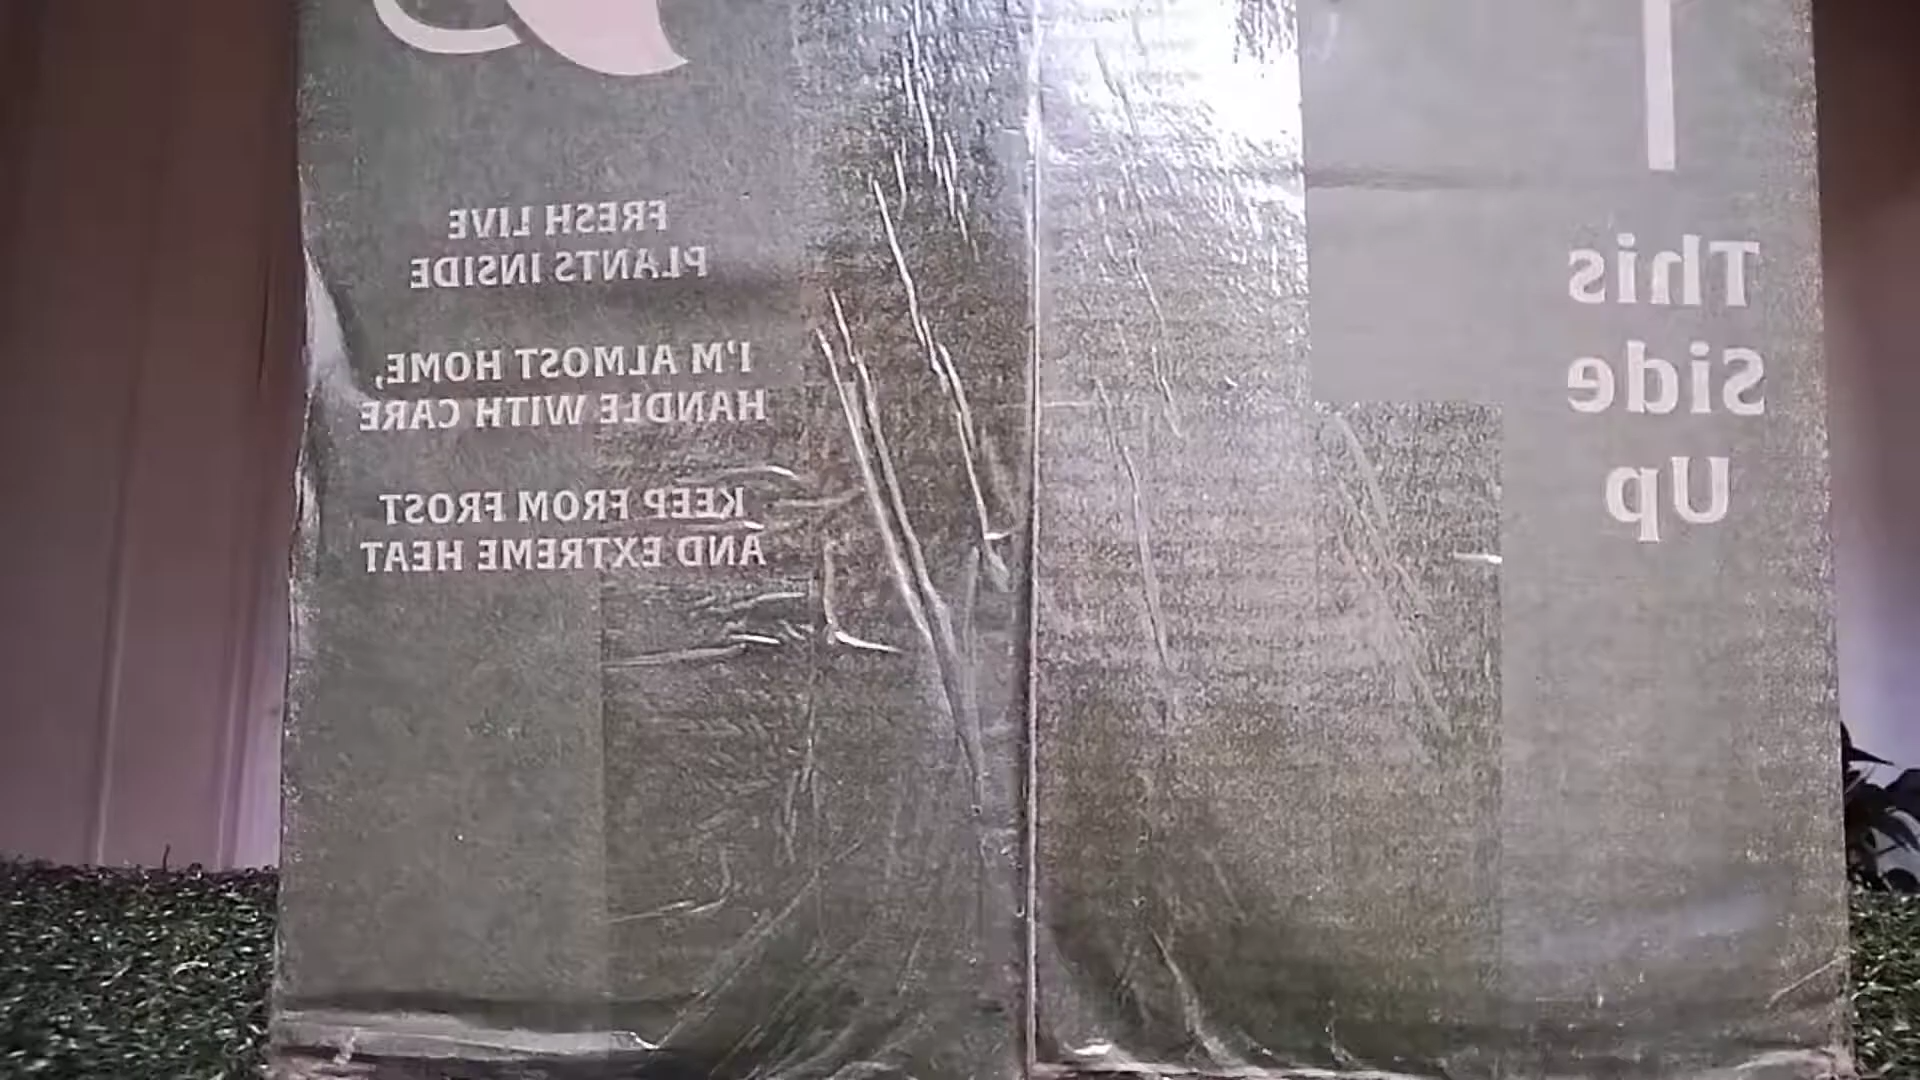 FRESH LIVE
PLANTS INSIDE
I'M ALMOST HOME,
HANDLE WITH CARE
KEEP FROM FROST
AND EXTREME HEAT
This
Side
Up